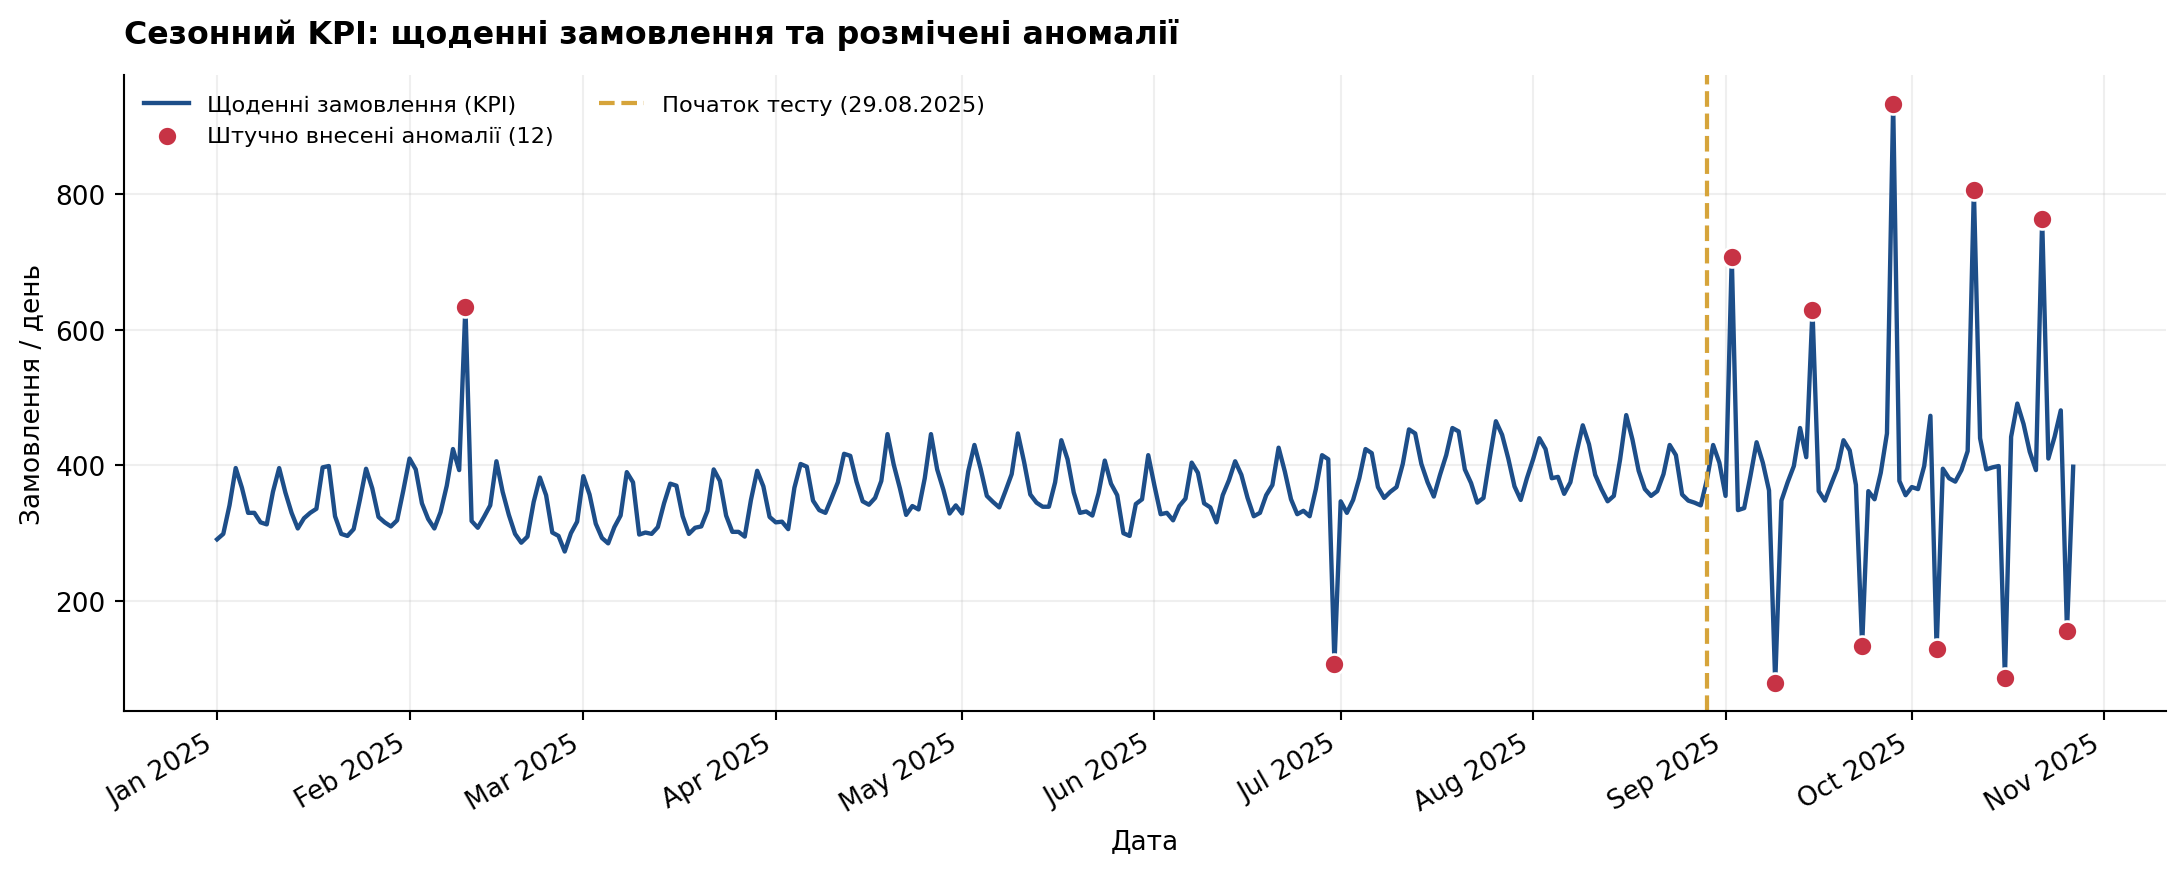 Сезонний KPI: щоденні замовлення та розмічені аномалії
Щоденні замовлення (KPI)
Штучно внесені аномалії (12)
Початок тесту (29.08.2025)
Замовлення / день
800
600
400
200
Jan 2025
Feb 2025
Mar 2025
Apr 2025
May 2025
Jun 2025
Jul 2025
Aug 2025
Sep 2025
Oct 2025
Nov 2025
Дата